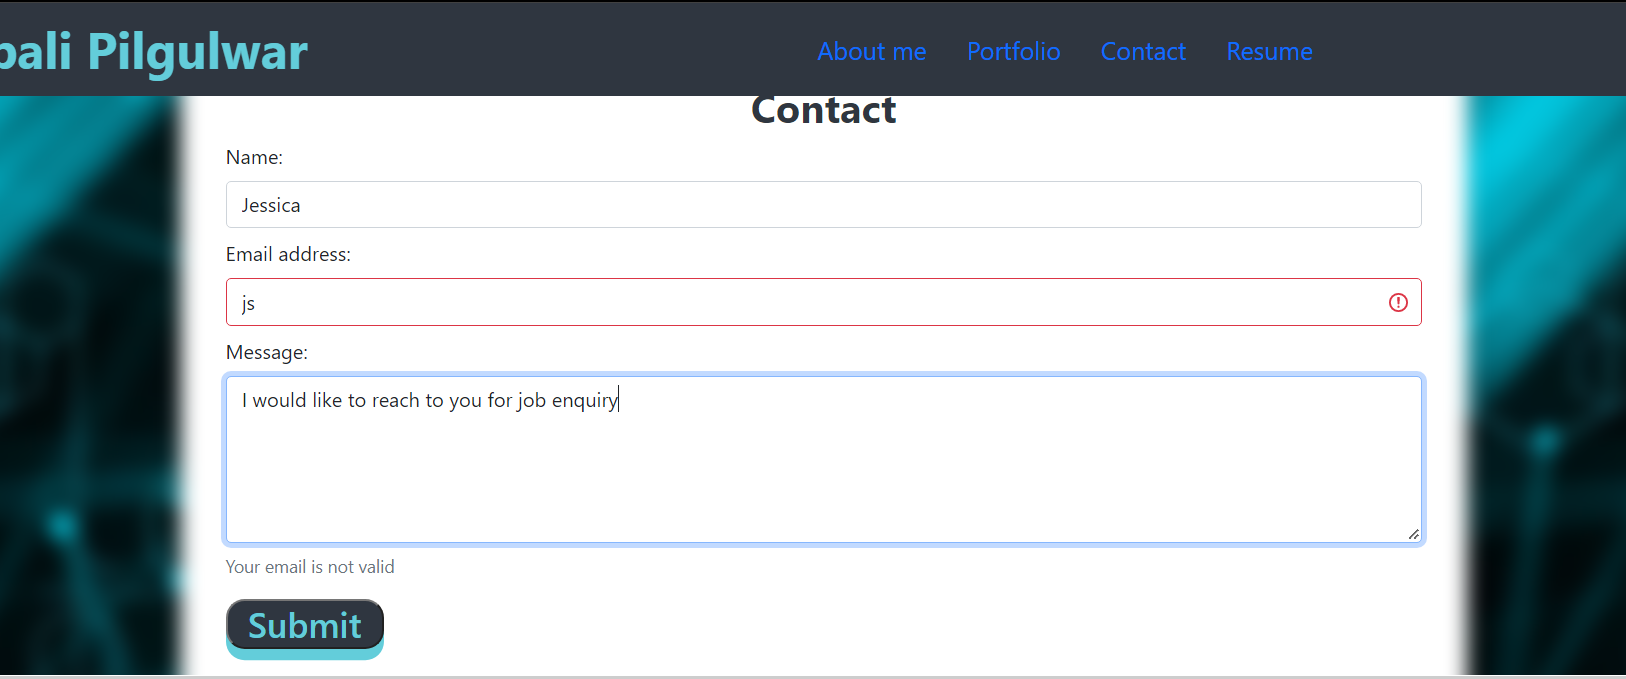 Pilgulwar
About me Portfolio Contact Resume
Contact
Name:
Jessica
Email address:
js
Message:
I would like to reach to you for job enquiry
Your email is not valid
Submit